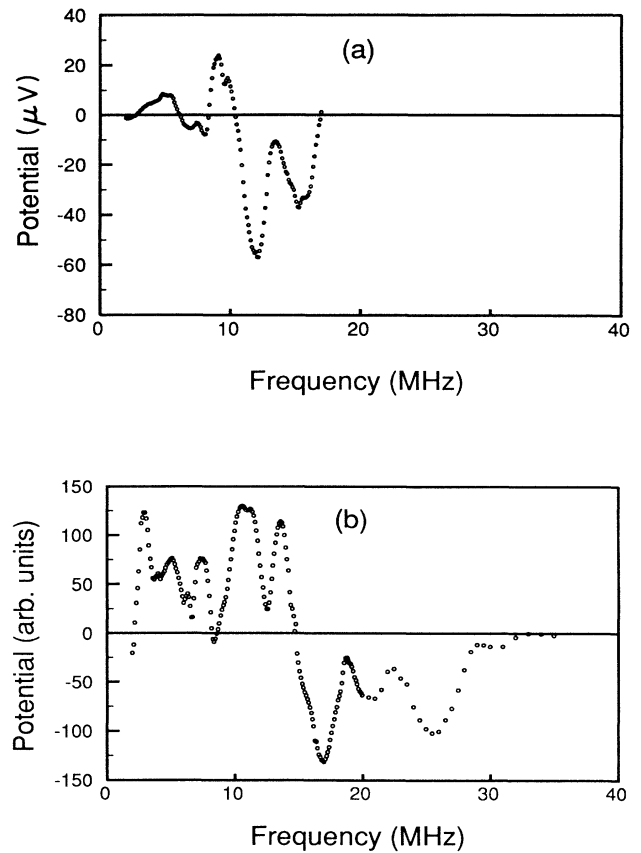 40
(a)
20
0
-20
-40
-60
-80
Potential (μV)
0 10 20 30 40
Frequency (MHz)
150
(b)
100
50
0
-50
-100
-150
Potential (arb. units)
0 10 20 30 40
Frequency (MHz)